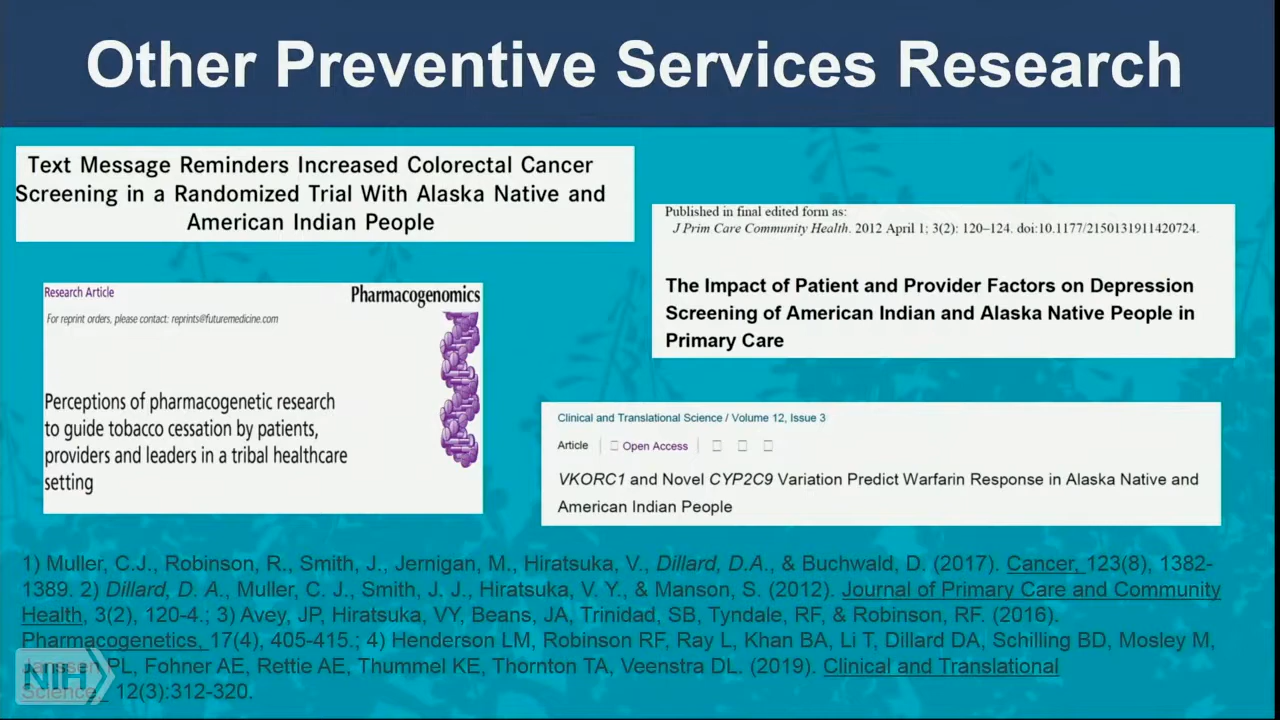 Other Preventive Services Research
Text Message Reminders Increased Colorectal Cancer
Screening in a Randomized Trial With Alaska Native and
American Indian People
Published in final edited form as:
J Prim Care Community Health. 2012 April 1; 3(2): 120–124. doi:10.1177/2150131911420724.
The Impact of Patient and Provider Factors on Depression
Screening of American Indian and Alaska Native People in
Primary Care
Research Article
Pharmacogenomics
For reprint orders, please contact: reprints@futuremedicine.com
Perceptions of pharmacogenetic research
to guide tobacco cessation by patients,
providers and leaders in a tribal healthcare
setting
Clinical and Translational Science / Volume 12, Issue 3
Article
Open Access
VKORC1 and Novel CYP2C9 Variation Predict Warfarin Response in Alaska Native and
American Indian People
1) Muller, C.J., Robinson, R., Smith, J., Jernigan, M., Hiratsuka, V., Dillard, D.A., & Buchwald, D. (2017). Cancer, 123(8), 1382-
1389. 2) Dillard, D. A., Muller, C. J., Smith, J. J., Hiratsuka, V. Y., & Manson, S. (2012). Journal of Primary Care and Community
Health, 3(2), 120-4.; 3) Avey, JP, Hiratsuka, VY, Beans, JA, Trinidad, SB, Tyndale, RF, & Robinson, RF. (2016).
Pharmacogenetics, 17(4), 405-415.; 4) Henderson LM, Robinson RF, Ray L, Khan BA, Li T, Dillard DA, Schilling BD, Mosley M,
Janssen PL, Fohner AE, Rettie AE, Thummel KE, Thornton TA, Veenstra DL. (2019). Clinical and Translational
Science, 12(3):312-320.
NIH